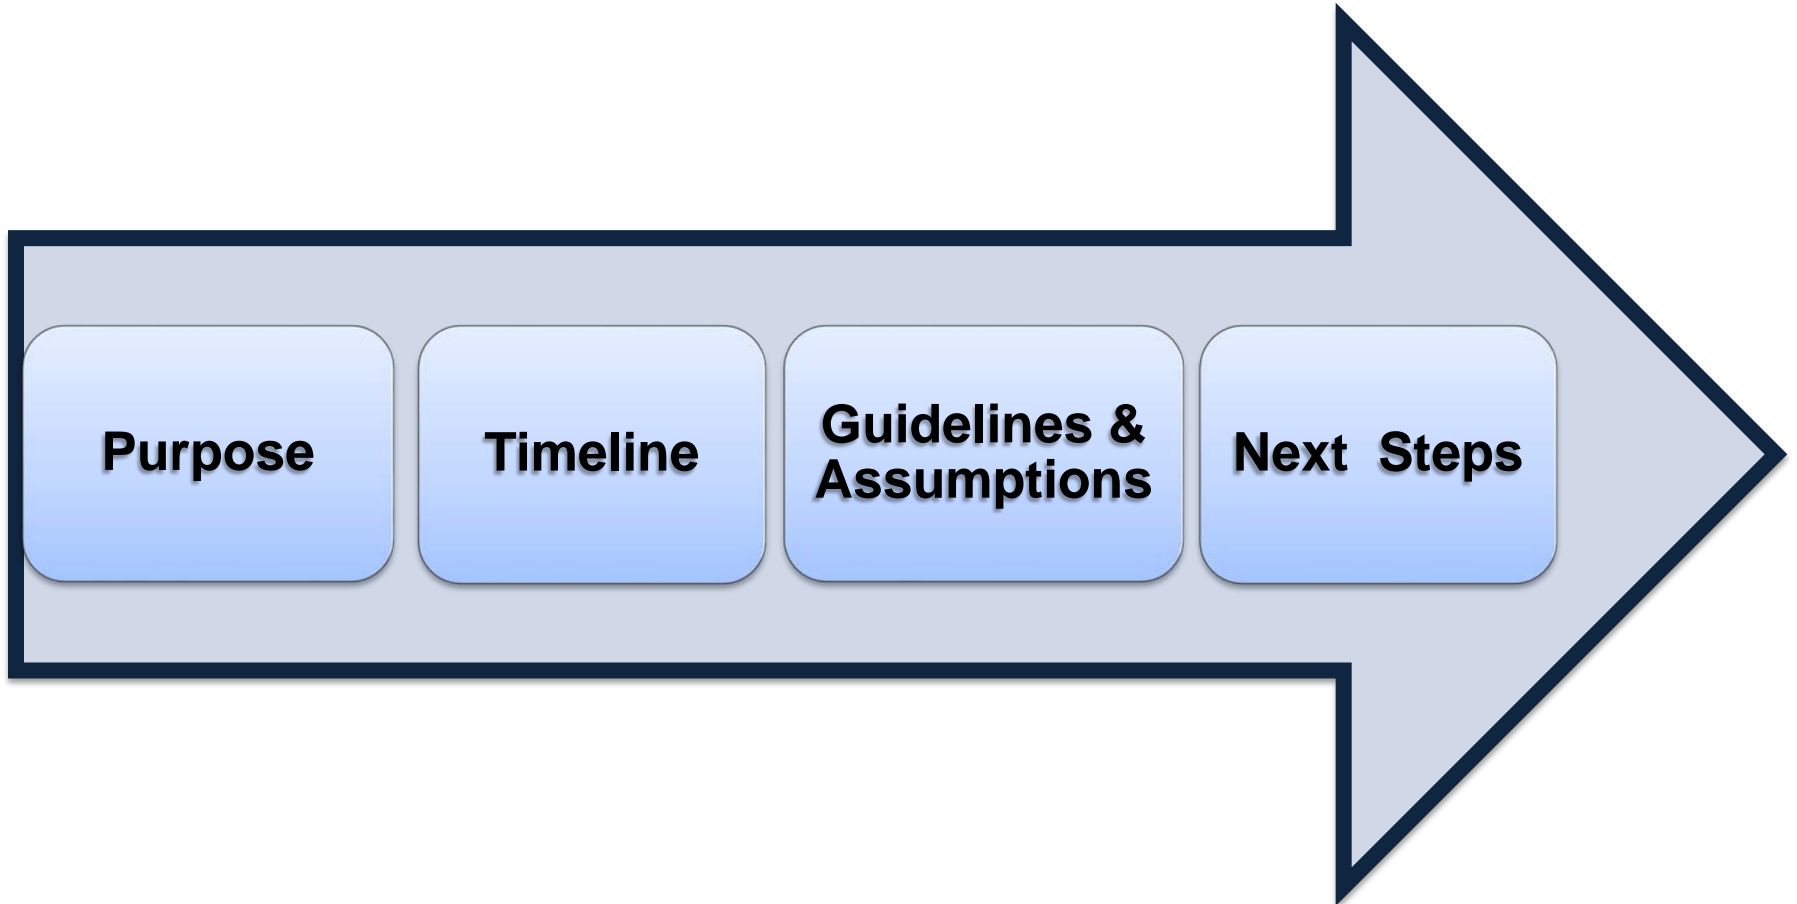 Purpose
Timeline
Guidelines &
Assumptions
Next  Steps